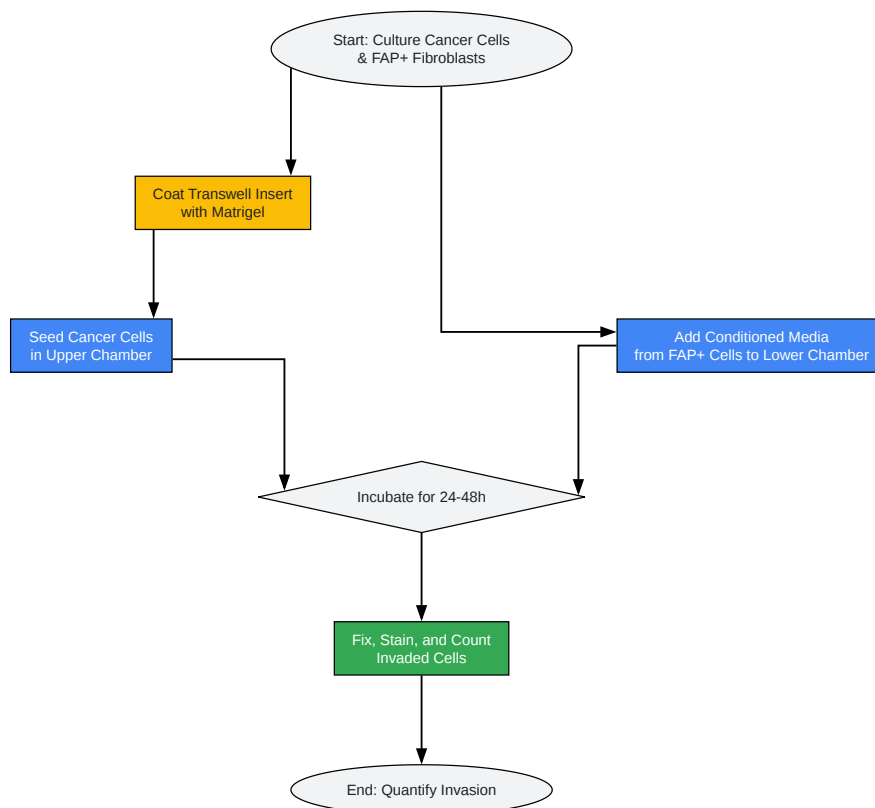 Start: Culture Cancer Cells
& FAP+ Fibroblasts
Coat Transwell Insert
with Matrigel
Seed Cancer Cells
in Upper Chamber
Add Conditioned Media
from FAP+ Cells to Lower Chamber
Incubate for 24-48h
Fix, Stain, and Count
Invaded Cells
End: Quantify Invasion